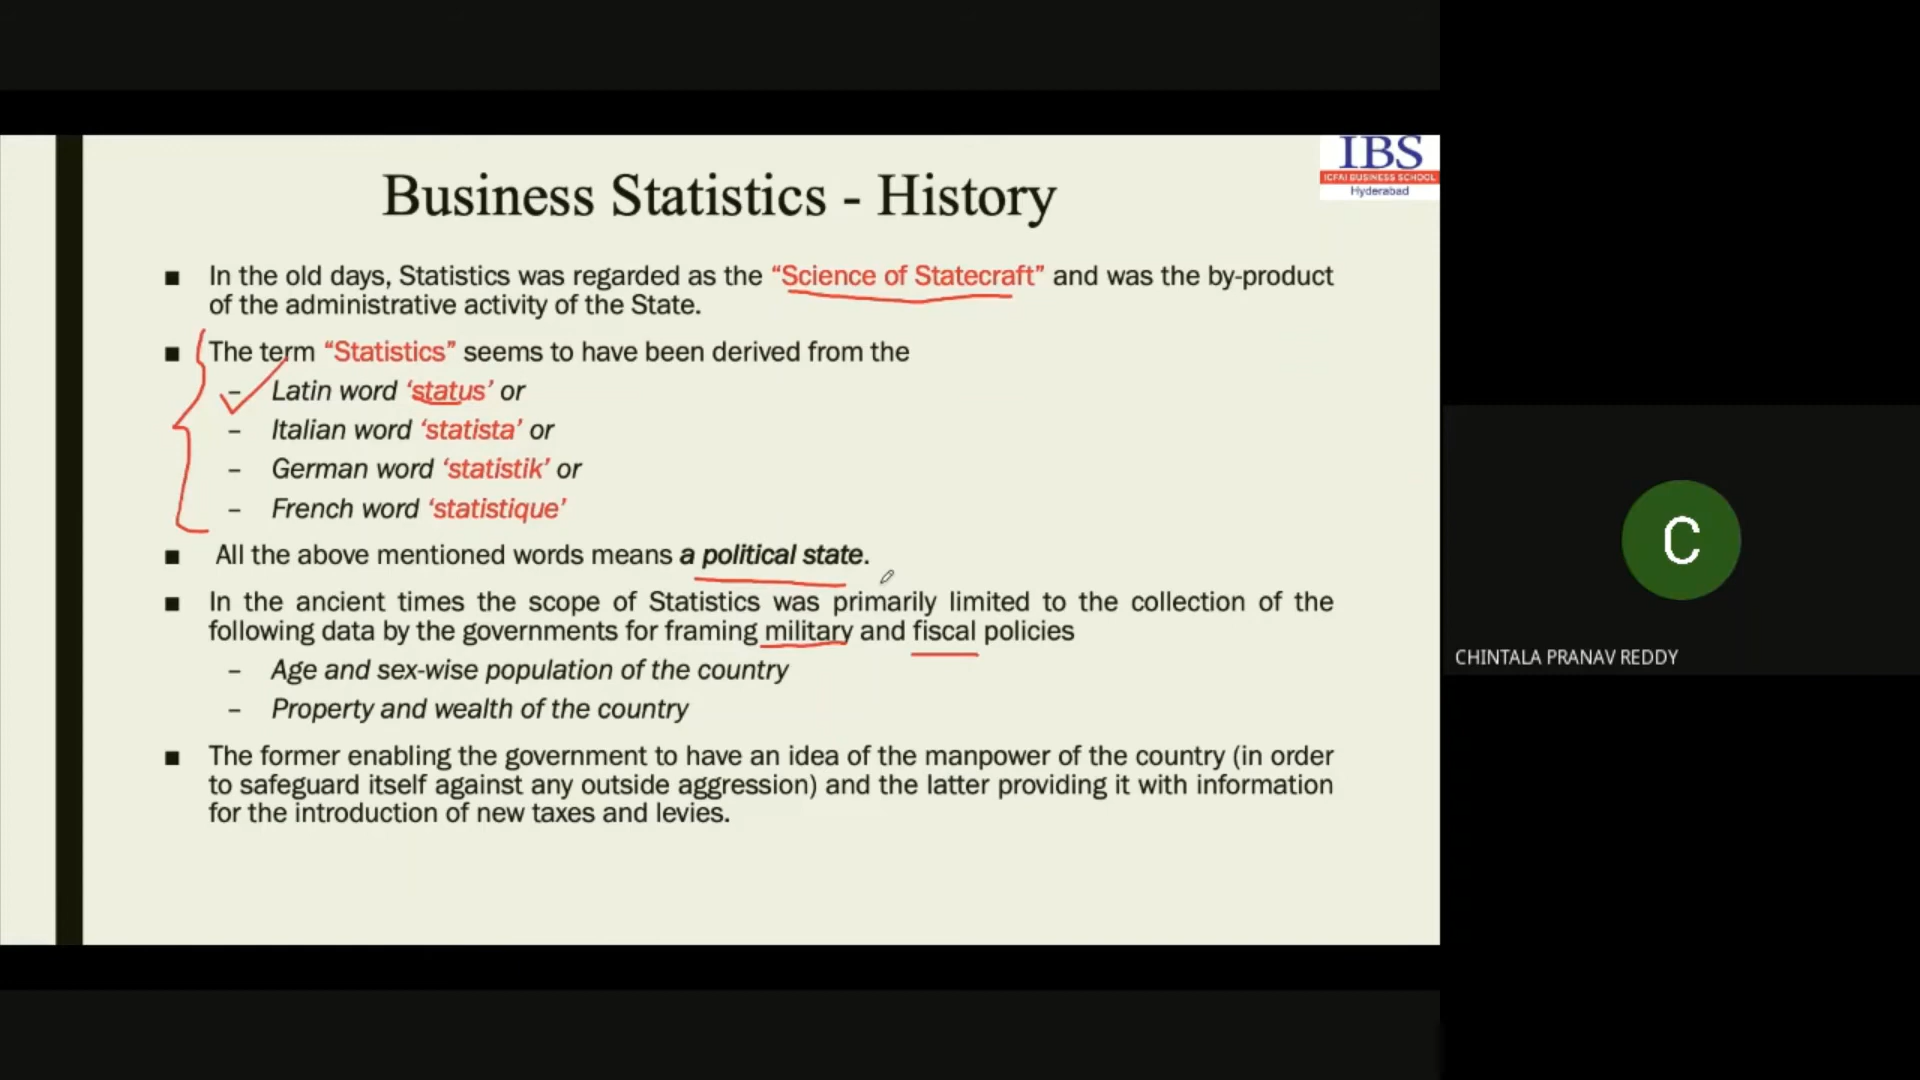 IBS
ICFAI BUSINESS SCHOOL
Hyderabad
Business Statistics - History
■ In the old days, Statistics was regarded as the “Science of Statecraft” and was the by-product
of the administrative activity of the State.
■ The term “Statistics” seems to have been derived from the
– Latin word ‘status’ or
– Italian word ‘statista’ or
– German word ‘statistik’ or
– French word ‘statistique’
■ All the above mentioned words means a political state.
■ In the ancient times the scope of Statistics was primarily limited to the collection of the
following data by the governments for framing military and fiscal policies
– Age and sex-wise population of the country
– Property and wealth of the country
■ The former enabling the government to have an idea of the manpower of the country (in order
to safeguard itself against any outside aggression) and the latter providing it with information
for the introduction of new taxes and levies.
C
CHINTALA PRANAV REDDY